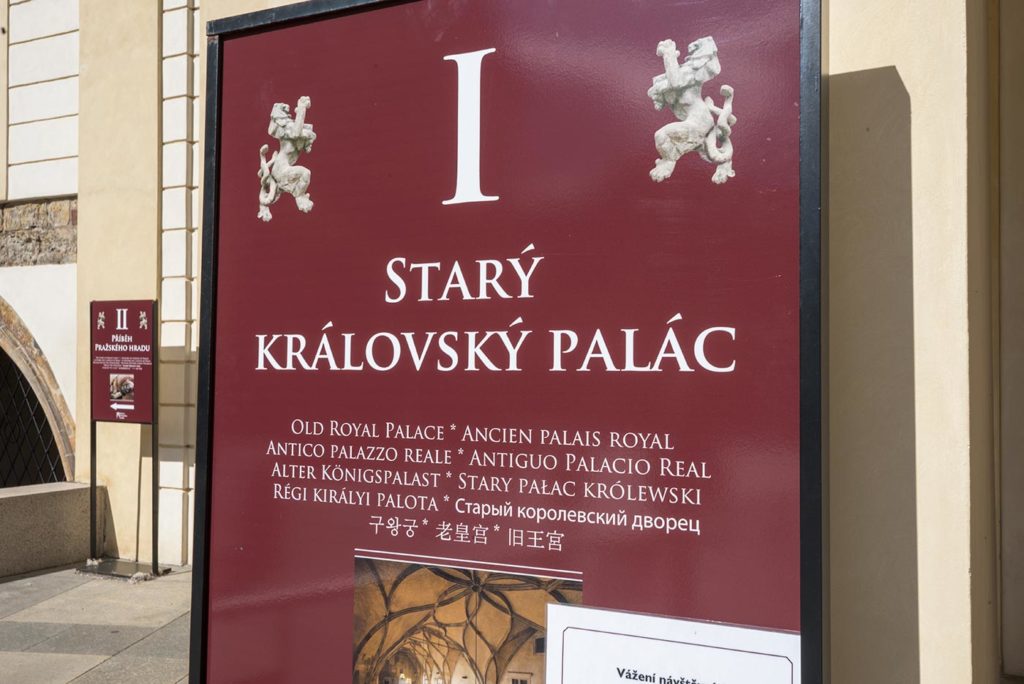 I
STARÝ
KRÁLOVSKÝ PALÁC
OLD ROYAL PALACE * ANCIEN PALAIS ROYAL
ANTICO PALAZZO REALE * ANTIGUO PALACIO REAL
ALTER KÖNIGSPALAST * STARY PAŁAC KRÓLEWSKI
RÉGI KIRÁLYI PALOTA * Старый королевский дворец
구왕궁 * 老皇宫 * 旧王宮
Vážení
II
PŘÍBĚH
PRAŽSKÉHO HRADU